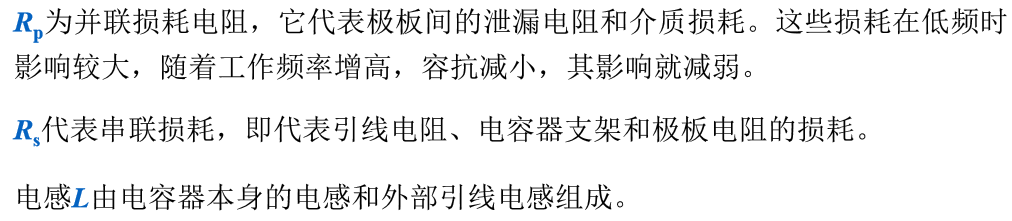 Rp为并联损耗电阻，它代表极板间的泄漏电阻和介质损耗。这些损耗在低频时
影响较大，随着工作频率增高，容抗减小，其影响就减弱。
Rs代表串联损耗，即代表引线电阻、电容器支架和极板电阻的损耗。
电感L由电容器本身的电感和外部引线电感组成。